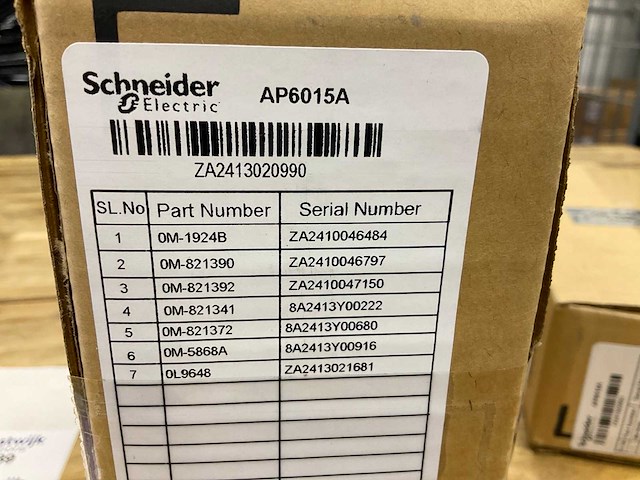 Schneider
Electric
AP6015A
ZA2413020990
SL.No Part Number Serial Number
1 0M-1924B ZA2410046484
2 0M-821390 ZA2410046797
3 0M-821392 ZA2410047150
4 0M-821341 8A2413Y00222
5 0M-821372 8A2413Y00680
6 0M-5868A 8A2413Y00916
7 0L9648 ZA2413021681
Schneider